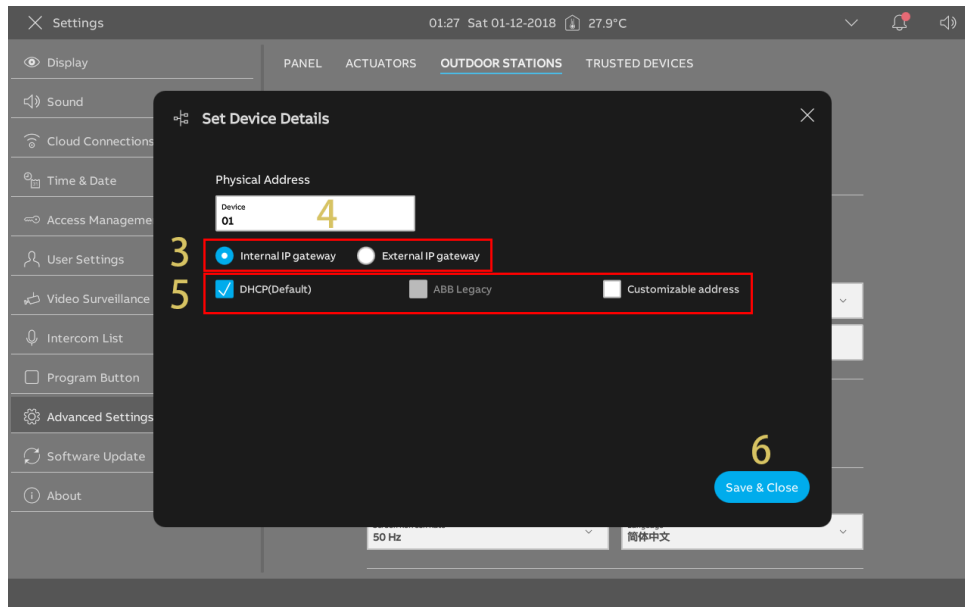 Settings
01:27 Sat 01-12-2018 27.9°C
Display
Sound
Cloud Connections
Time & Date
Access Manageme
User Settings
Video Surveillance
Intercom List
Program Button
Advanced Settings
Software Update
About
PANEL ACTUATORS OUTDOOR STATIONS TRUSTED DEVICES
Set Device Details
Physical Address
Device
01
4
3
Internal IP gateway External IP gateway
5
DHCP(Default) ABB Legacy Customizable address
6
Save & Close
50 Hz
简体中文